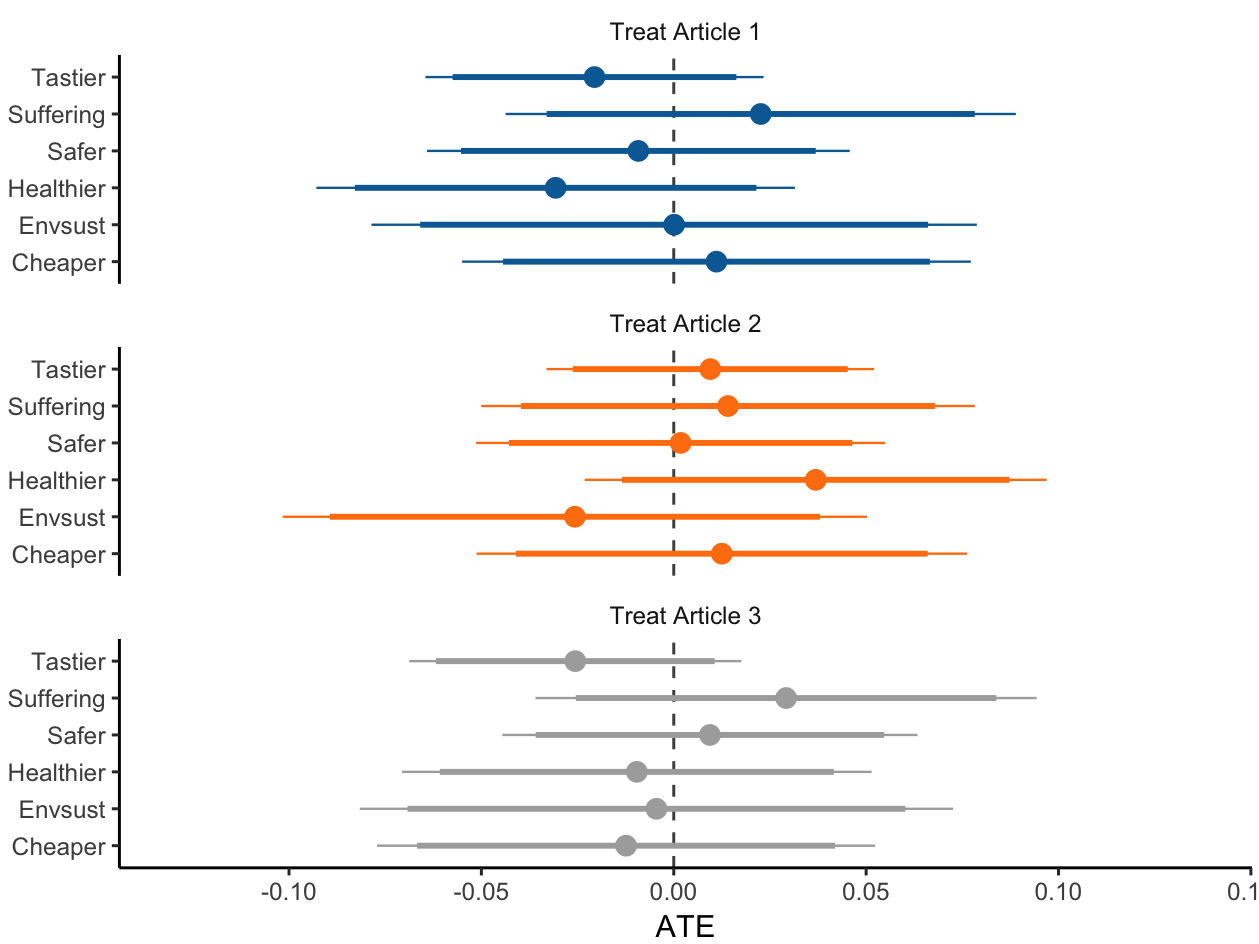 Treat Article 1
Tastier
Suffering
Safer
Healthier
Envsust
Cheaper
Treat Article 2
Tastier
Suffering
Safer
Healthier
Envsust
Cheaper
Treat Article 3
Tastier
Suffering
Safer
Healthier
Envsust
Cheaper
-0.10 -0.05 0.00 0.05 0.10 0.1
ATE